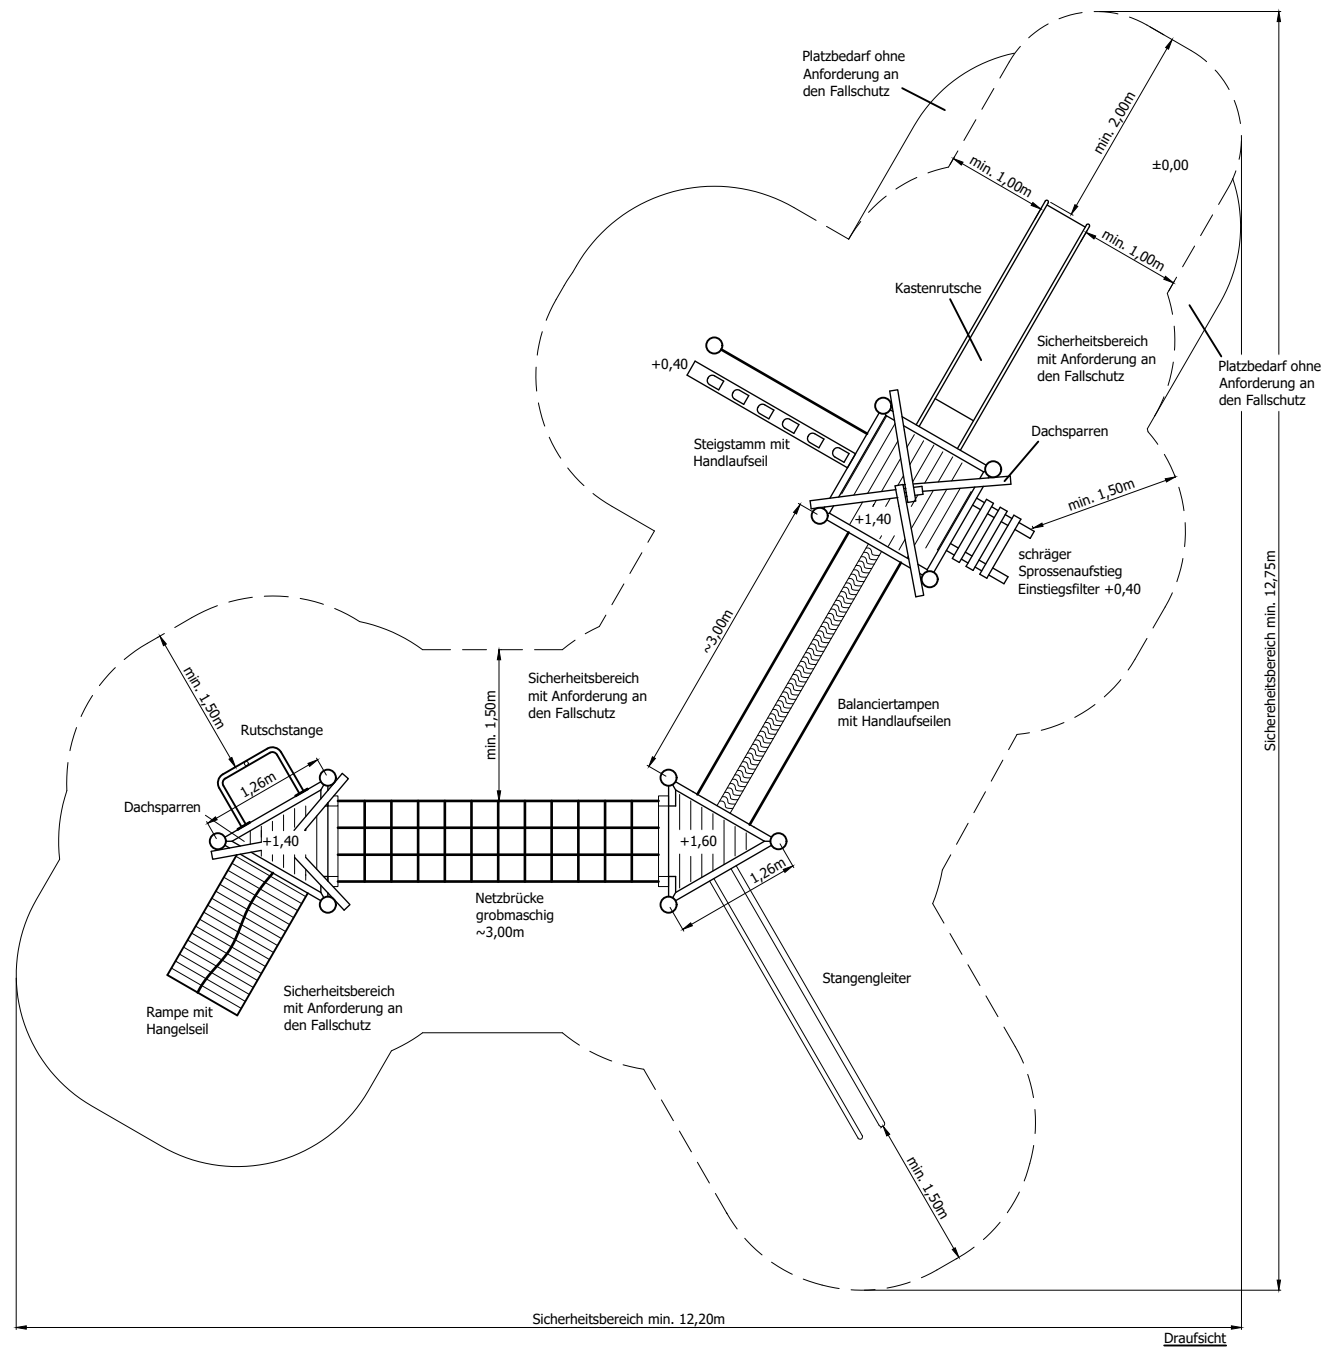 Platzbedarf ohne
Anforderung an
den Fallschutz
min. 2,00m
±0,00
min. 1,00m
min. 1,00m
Kastenrutsche
Sicherheitsbereich
mit Anforderung an
den Fallschutz
Platzbedarf ohne
Anforderung an
den Fallschutz
+0,40
Steigstamm mit
Handlaufseil
Dachsparren
min. 1,50m
+1,40
schräger
Sprossenaufstieg
Einstiegsfilter +0,40
Sichereheitsbereich min. 12,75m
~3,00m
Sicherheitsbereich
mit Anforderung an
den Fallschutz
min. 1,50m
min. 1,50m
Balanciertampen
mit Handlaufseilen
Rutschstange
1,26m
Dachsparren
+1,40
+1,60
1,26m
Netzbrücke
grobmaschig
~3,00m
Stangengleiter
Sicherheitsbereich
mit Anforderung an
den Fallschutz
Rampe mit
Hangelseil
min. 1,50m
Sicherheitsbereich min. 12,20m
Draufsicht